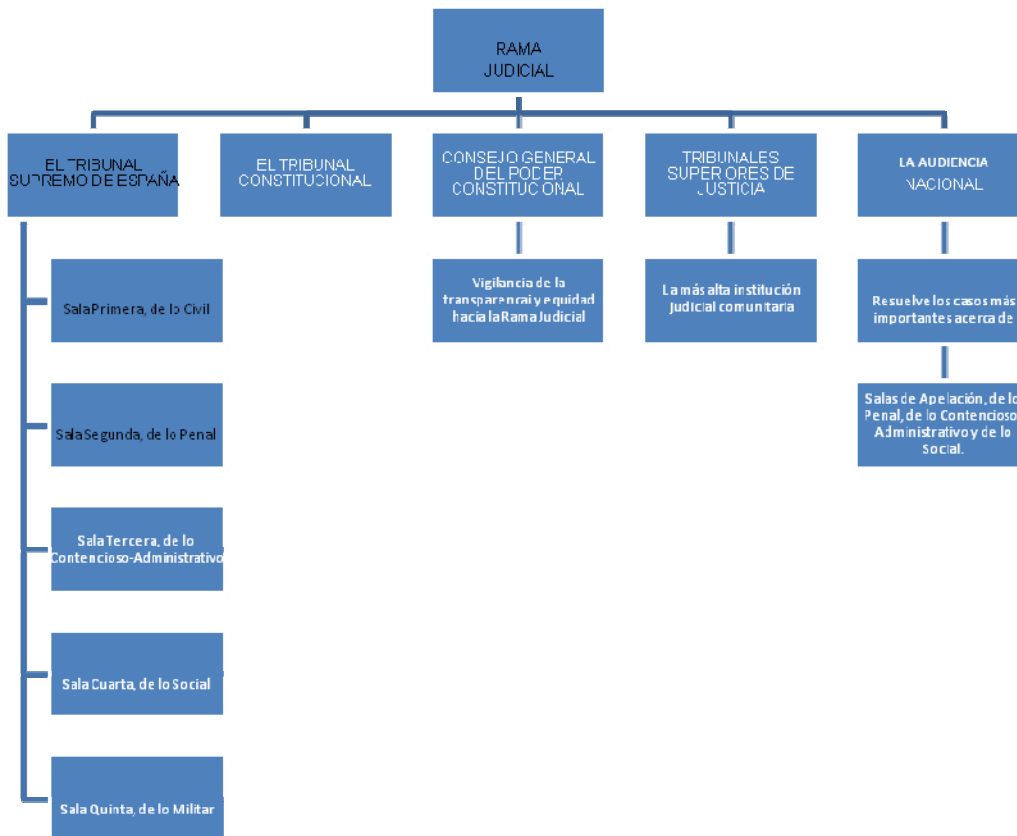 RAMA
JUDICIAL
EL TRIBUNAL
SUPREMO DE ESPAÑA
EL TRIBUNAL
CONSTITUCIONAL
CONSEJO GENERAL
DEL PODER
CONSTITUCIONAL
TRIBUNALES
SUPERIORES DE
JUSTICIA
LA AUDIENCIA
NACIONAL
Sala Primera, de lo Civil
Sala Segunda, de lo Penal
Sala Tercera, de lo
Contencioso-Administrativo
Sala Cuarta, de lo Social
Sala Quinta, de lo Militar
Vigilancia de la
transparencai y equidad
hacia la Rama Judicial
La más alta institución
judicial comunitaria
Resuelve los casos más
importantes acerca de
Salas de Apelación, de lo
Penal, de lo Contencioso
Administrativo y de lo
Social.